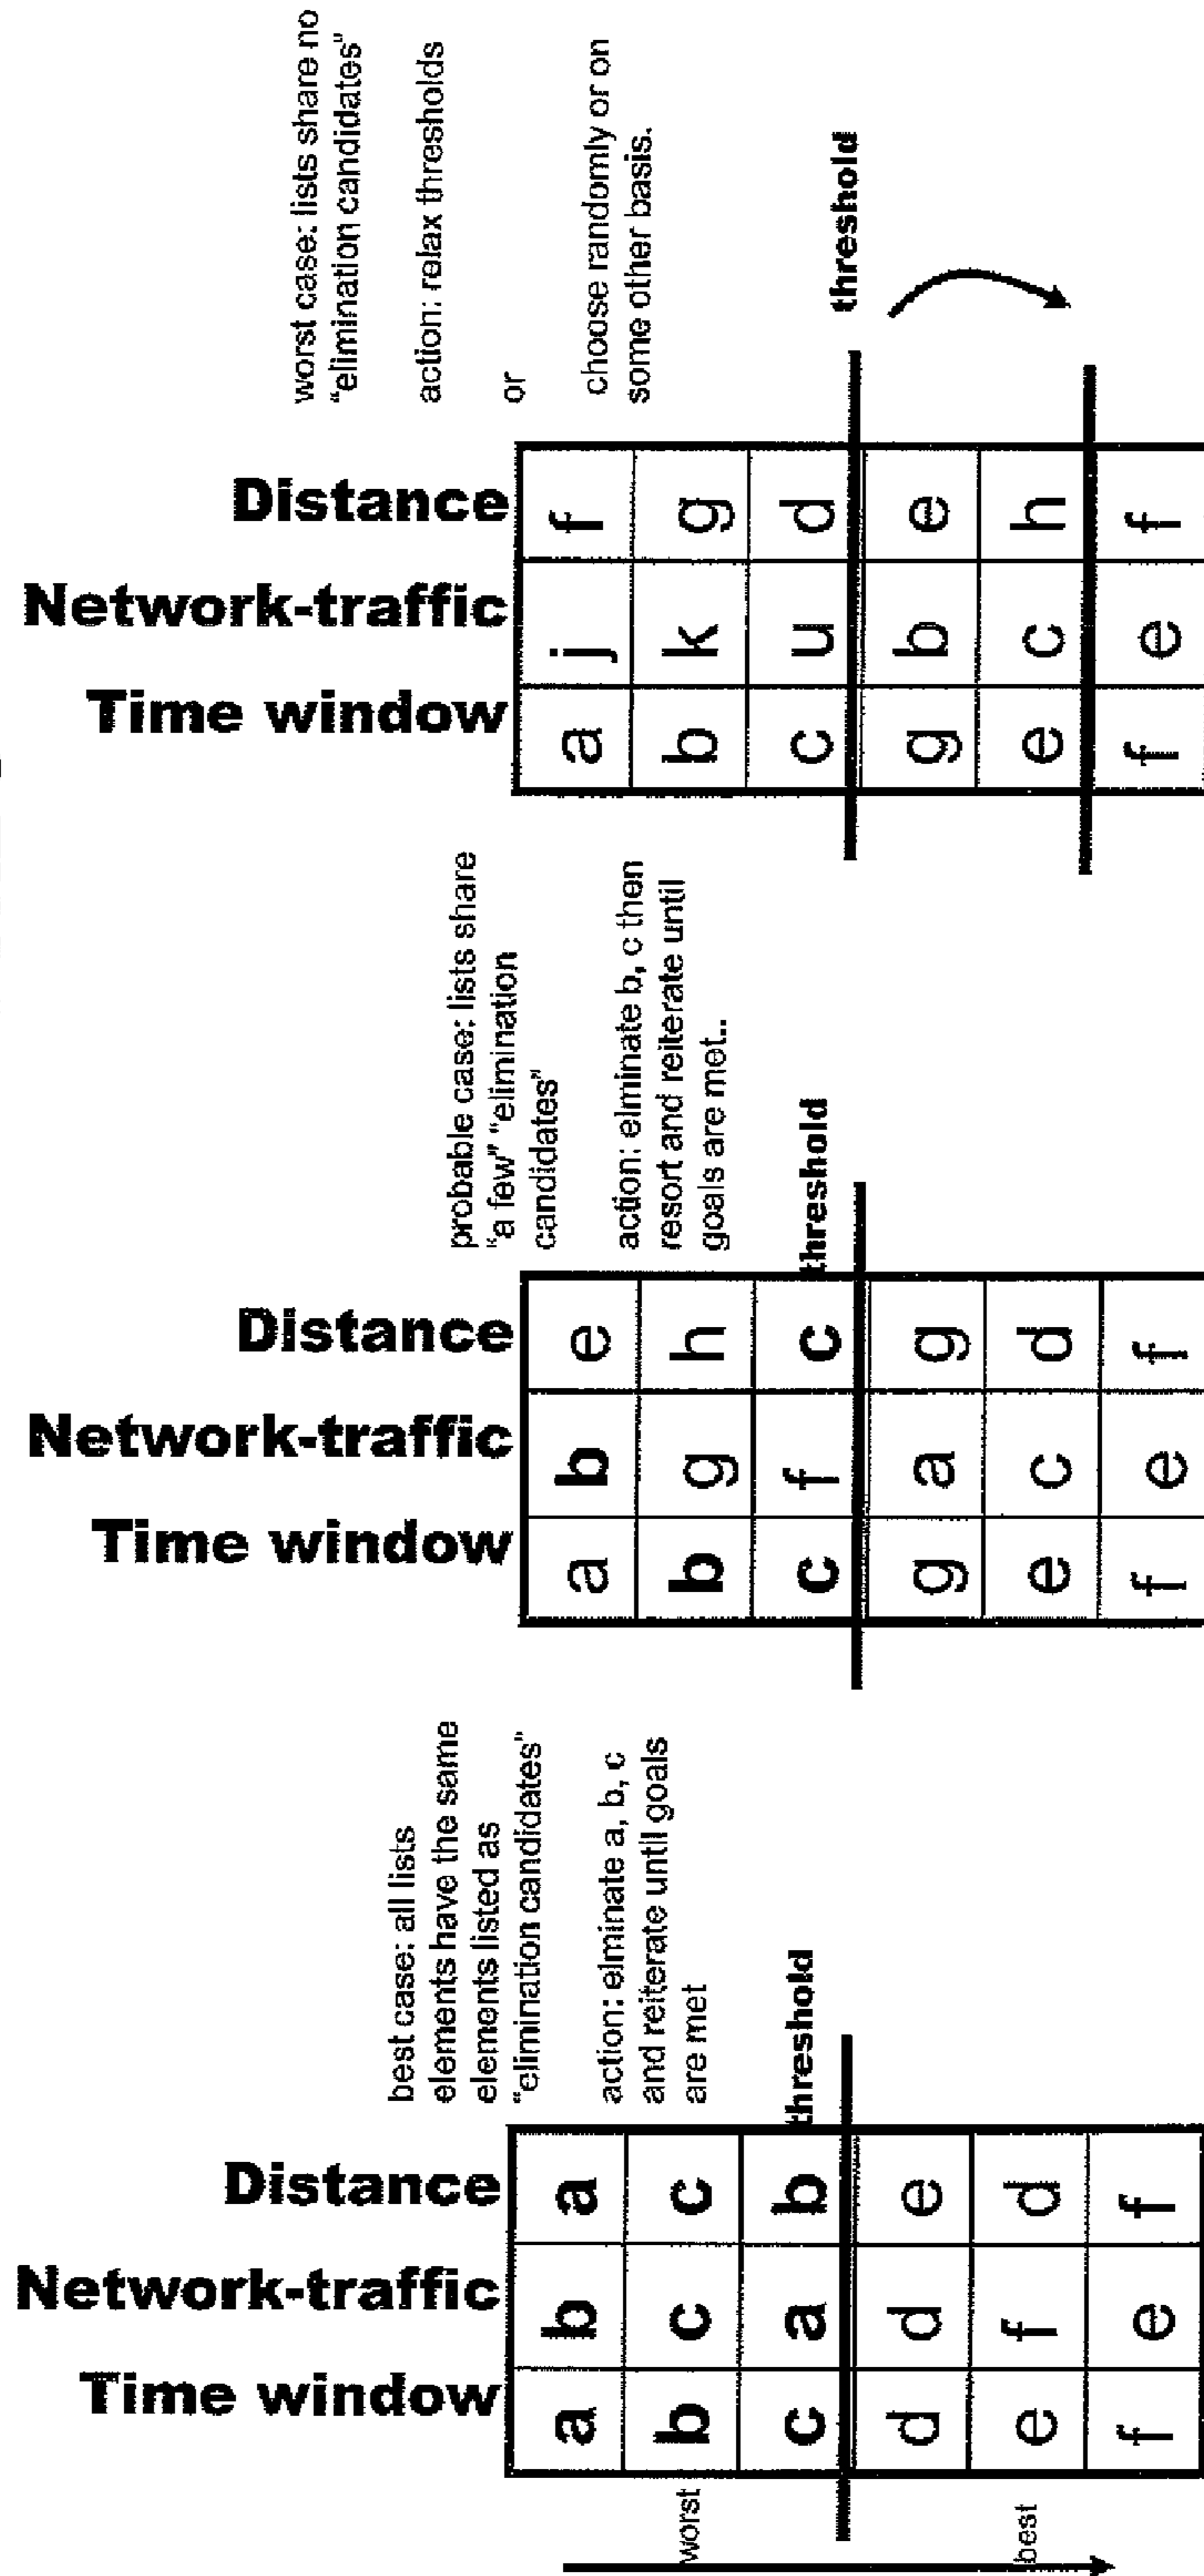 Time window
Network-traffic
Distance
a b a
b c c
c a b
d d e
e f d
f e f
worst
best
best case: all lists
elements have the same
elements listed as
"elimination candidates"
action: elminate a, b, c
and reiterate until goals
are met
threshold
Time window
Network-traffic
Distance
a b e
b g h
c f c
g a g
e c d
f e f
probable case: lists share
"a few" "elimination
candidates"
action: elminate b, c then
resort and reiterate until
goals are met..
threshold
Time window
Network-traffic
Distance
a j f
b k g
c u d
g b e
e c h
f e f
worst case: lists share no
"elimination candidates"
action: relax thresholds
or
choose randomly or on
some other basis.
threshold